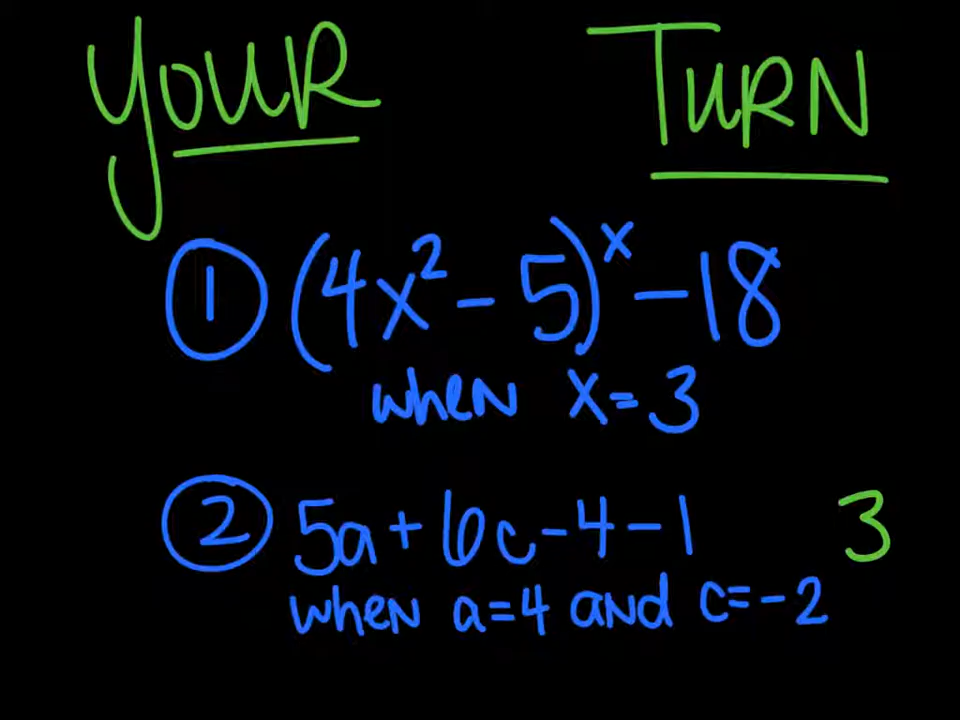 YOUR TURN
① (4x² - 5)ˣ - 18
when x = 3
② 5a + 6c - 4 - 1 3
when a = 4 and c = -2